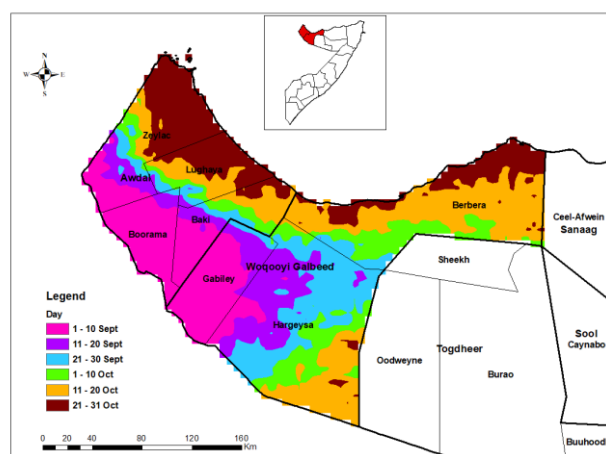 N
W E
S
Zeylac
Lughaya
Awdal
Baki
Boorama
Gabiley
Woqooyi Galbeed
Hargeysa
Berbera
Sheekh
Ceel-Afwein
Sanaag
Oodweyne
Togdheer
Burao
Sool
Caynabo
Buuhood
Legend
Day
1 - 10 Sept
11 - 20 Sept
21 - 30 Sept
1 - 10 Oct
11 - 20 Oct
21 - 31 Oct
0 20 40 80 120 160
Km